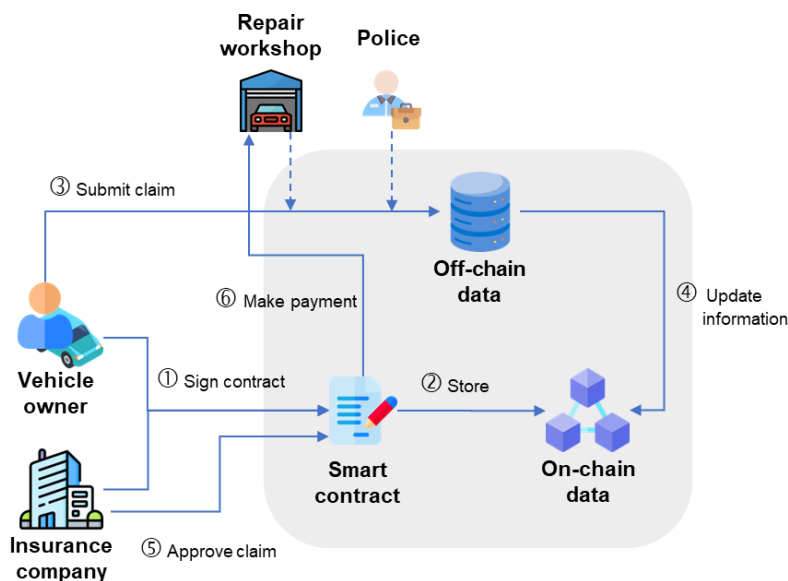 Repair
workshop
Police
③ Submit claim
Off-chain
data
④ Update
information
⑥ Make payment
Vehicle
owner
① Sign contract
② Store
Smart
contract
On-chain
data
Insurance
company
⑤ Approve claim